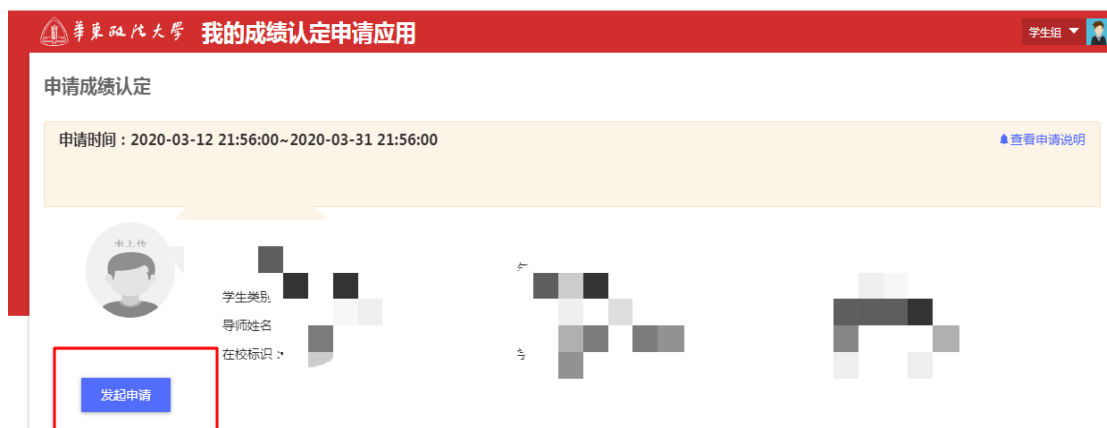 華東政法大學 我的成绩认定申请应用 学生组
申请成绩认定
申请时间：2020-03-12 21:56:00~2020-03-31 21:56:00 查看申请说明
未上传
学生类别
导师姓名
在校标识：
发起申请